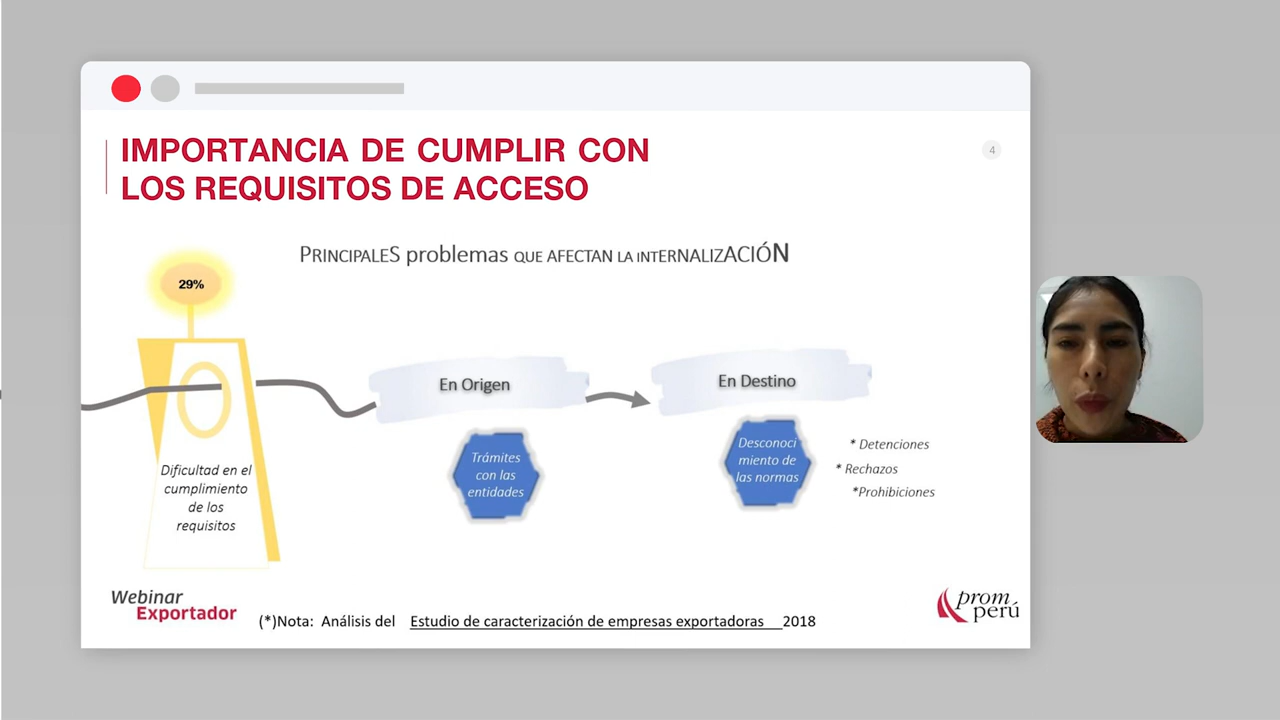 IMPORTANCIA DE CUMPLIR CON
LOS REQUISITOS DE ACCESO
4
PRINCIPALES problemas QUE AFECTAN LA iNTERNALIZACIÓN
29%
En Origen
En Destino
Dificultad en el
cumplimiento
de los
requisitos
Trámites
con las
entidades
Desconoci
miento de
las normas
* Detenciones
* Rechazos
*Prohibiciones
Webinar
Exportador
(*)Nota: Análisis del Estudio de caracterización de empresas exportadoras 2018
prom
perú